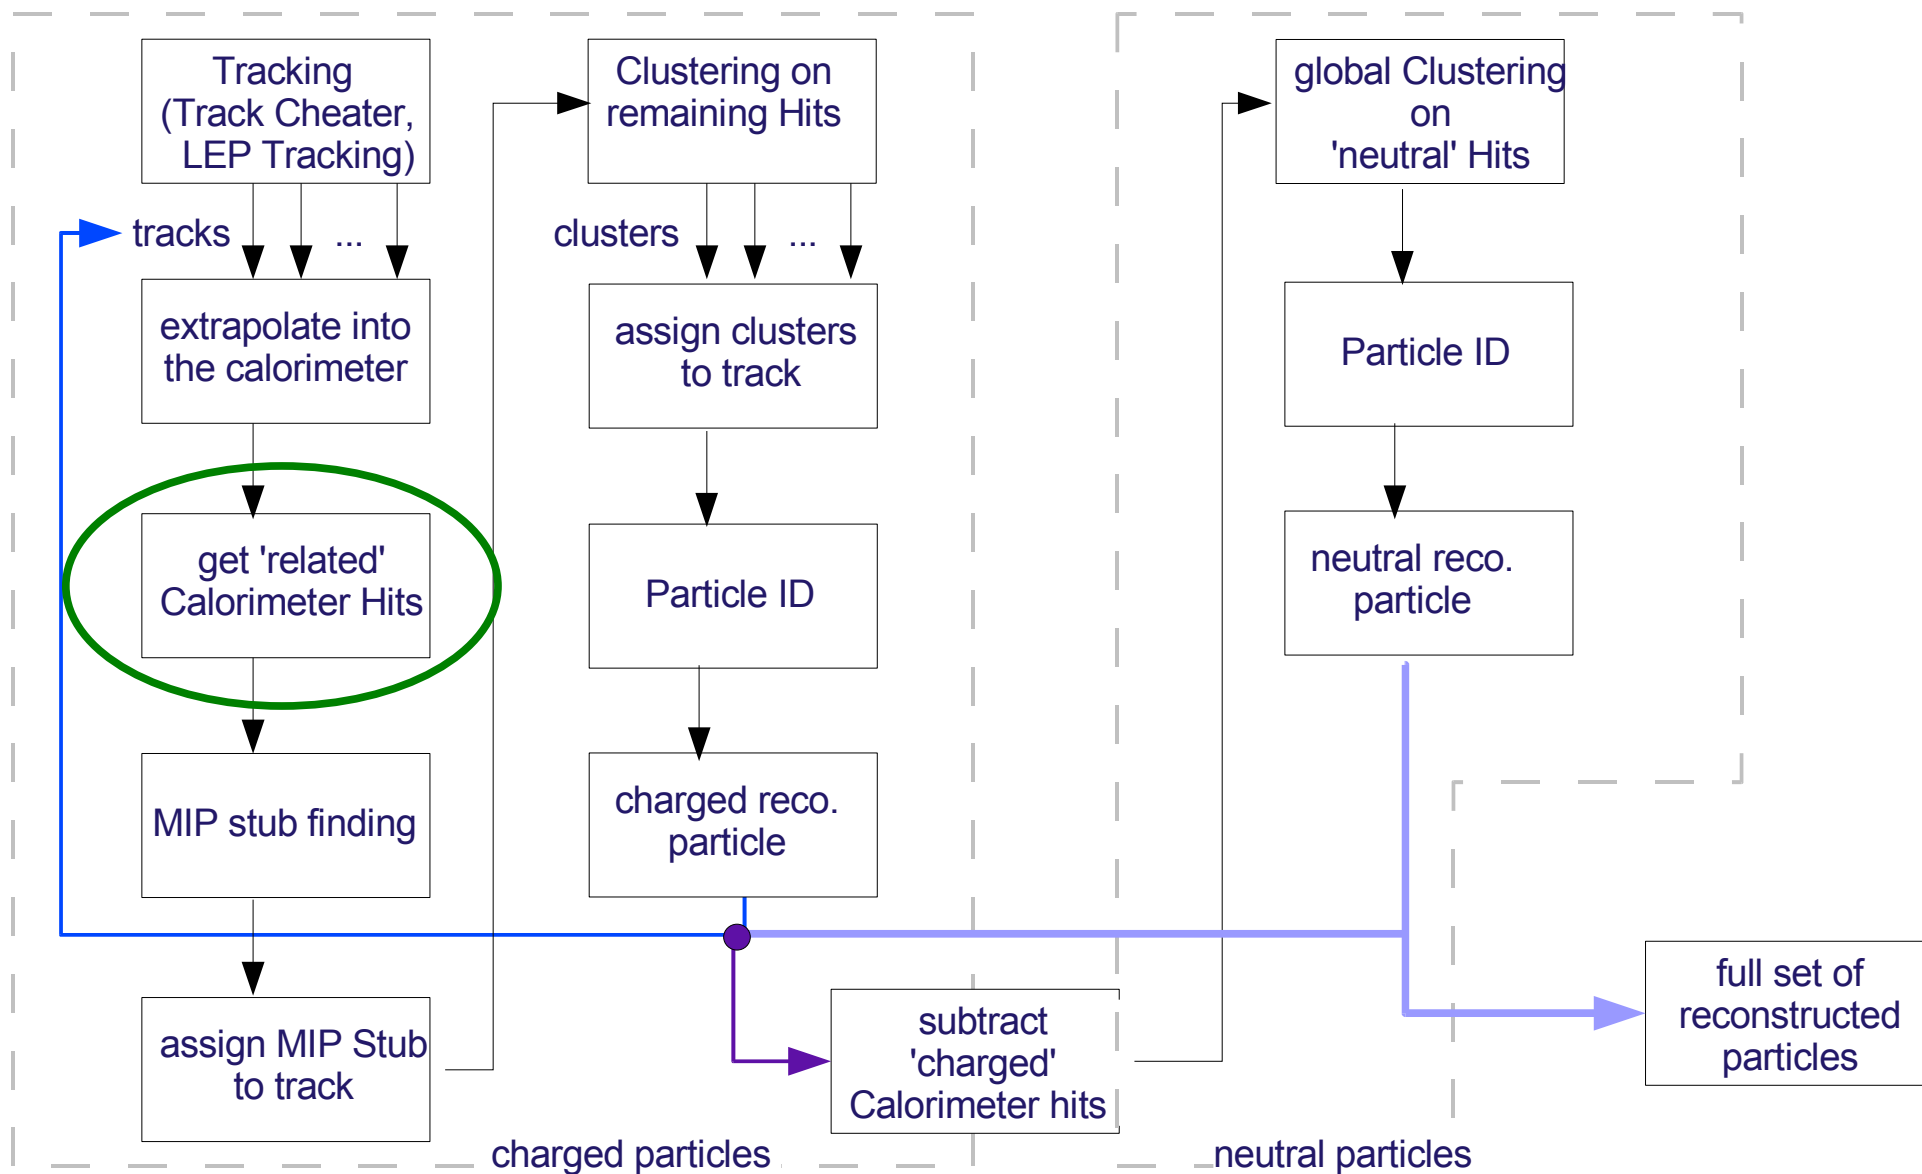 Tracking
(Track Cheater,
LEP Tracking)
tracks
...
extrapolate into
the calorimeter
get 'related'
Calorimeter Hits
MIP stub finding
assign MIP Stub
to track
Clustering on
remaining Hits
clusters
...
assign clusters
to track
Particle ID
charged reco.
particle
subtract
'charged'
Calorimeter hits
charged particles
global Clustering
on
'neutral' Hits
Particle ID
neutral reco.
particle
neutral particles
full set of
reconstructed
particles